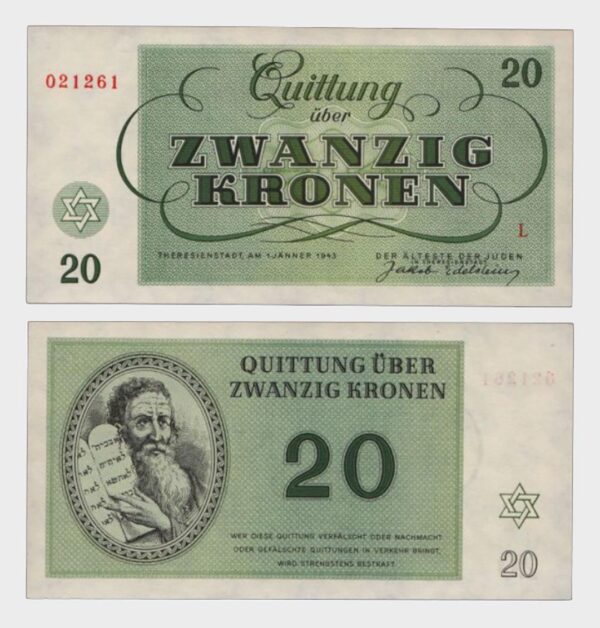 021261
Quittung
20
über
ZWANZIG
KRONEN
L
20
THERESIENSTADT, AM 1. JÄNNER 1943
DER ÄLTESTE DER JUDEN
IN THERESIENSTADT
Jakob Edelstein
QUITTUNG ÜBER
ZWANZIG KRONEN
20
WER DIESE QUITTUNG VERFÄLSCHT ODER NACHMACHT
ODER GEFÄLSCHTE QUITTUNGEN IN VERKEHR BRINGT,
WIRD STRENGSTENS BESTRAFT
20